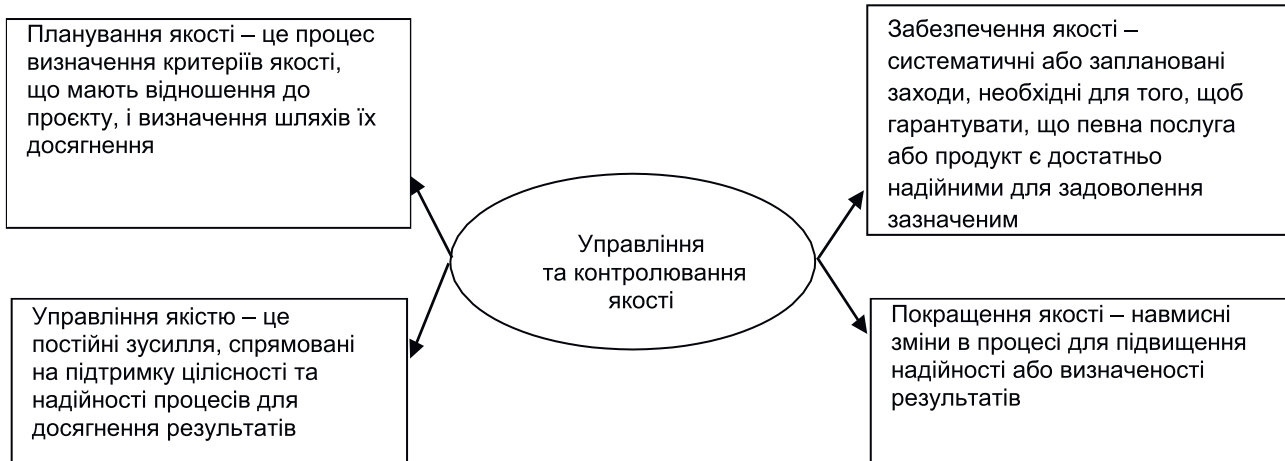 Планування якості – це процес
визначення критеріїв якості,
що мають відношення до
проєкту, і визначення шляхів їх
досягнення
Забезпечення якості –
систематичні або заплановані
заходи, необхідні для того, щоб
гарантувати, що певна послуга
або продукт є достатньо
надійними для задоволення
зазначеним
Управління
та контролювання
якості
Управління якістю – це
постійні зусилля, спрямовані
на підтримку цілісності та
надійності процесів для
досягнення результатів
Покращення якості – навмисні
зміни в процесі для підвищення
надійності або визначеності
результатів